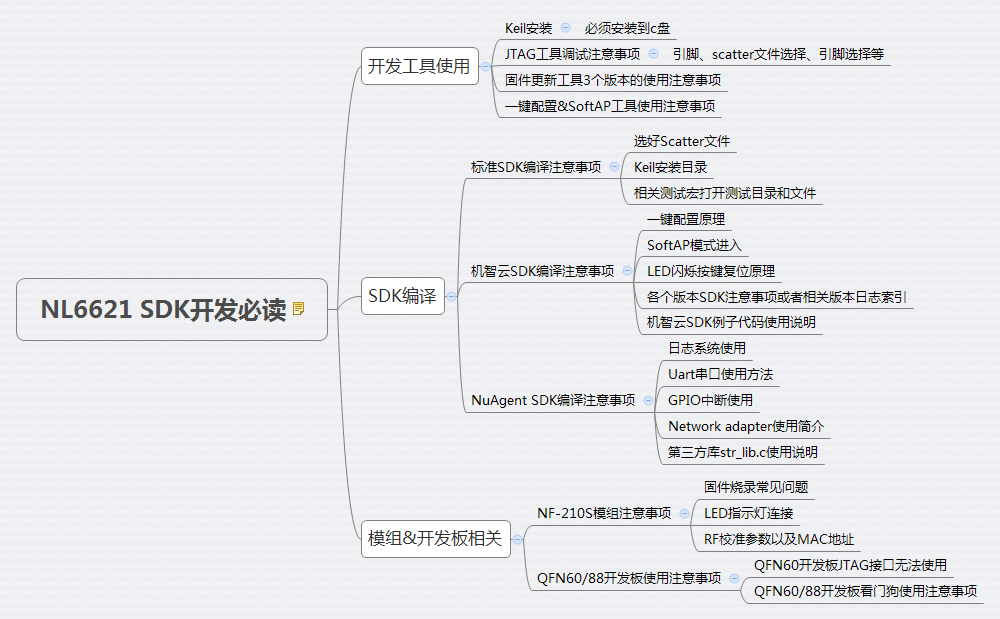 NL6621 SDK开发必读
开发工具使用
Keil安装
必须安装到c盘
JTAG工具调试注意事项
引脚、scatter文件选择、引脚选择等
固件更新工具3个版本的使用注意事项
一键配置&SoftAP工具使用注意事项
SDK编译
标准SDK编译注意事项
选好Scatter文件
Keil安装目录
相关测试宏打开测试目录和文件
机智云SDK编译注意事项
一键配置原理
SoftAP模式进入
LED闪烁按键复位原理
各个版本SDK注意事项或者相关版本日志索引
机智云SDK例子代码使用说明
NuAgent SDK编译注意事项
日志系统使用
Uart串口使用方法
GPIO中断使用
Network adapter使用简介
第三方库str_lib.c使用说明
模组&开发板相关
NF-210S模组注意事项
固件烧录常见问题
LED指示灯连接
RF校准参数以及MAC地址
QFN60/88开发板使用注意事项
QFN60开发板JTAG接口无法使用
QFN60/88开发板看门狗使用注意事项